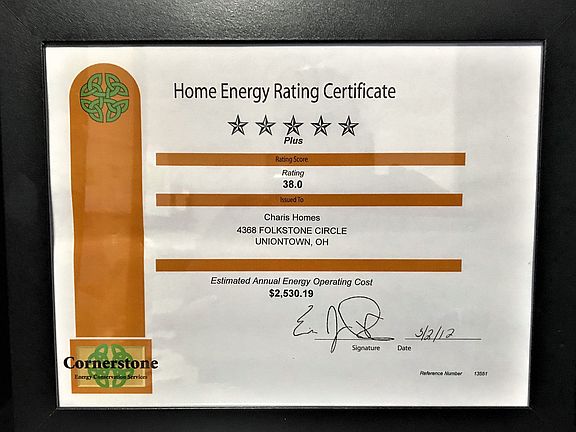 Home Energy Rating Certificate
Plus
Rating Score
Rating
38.0
Issued To
Charis Homes
4368 FOLKSTONE CIRCLE
UNIONTOWN, OH
Estimated Annual Energy Operating Cost
$2,530.19
5/2/12
Signature Date
Cornerstone
Energy Conservation Services
Reference Number 13551